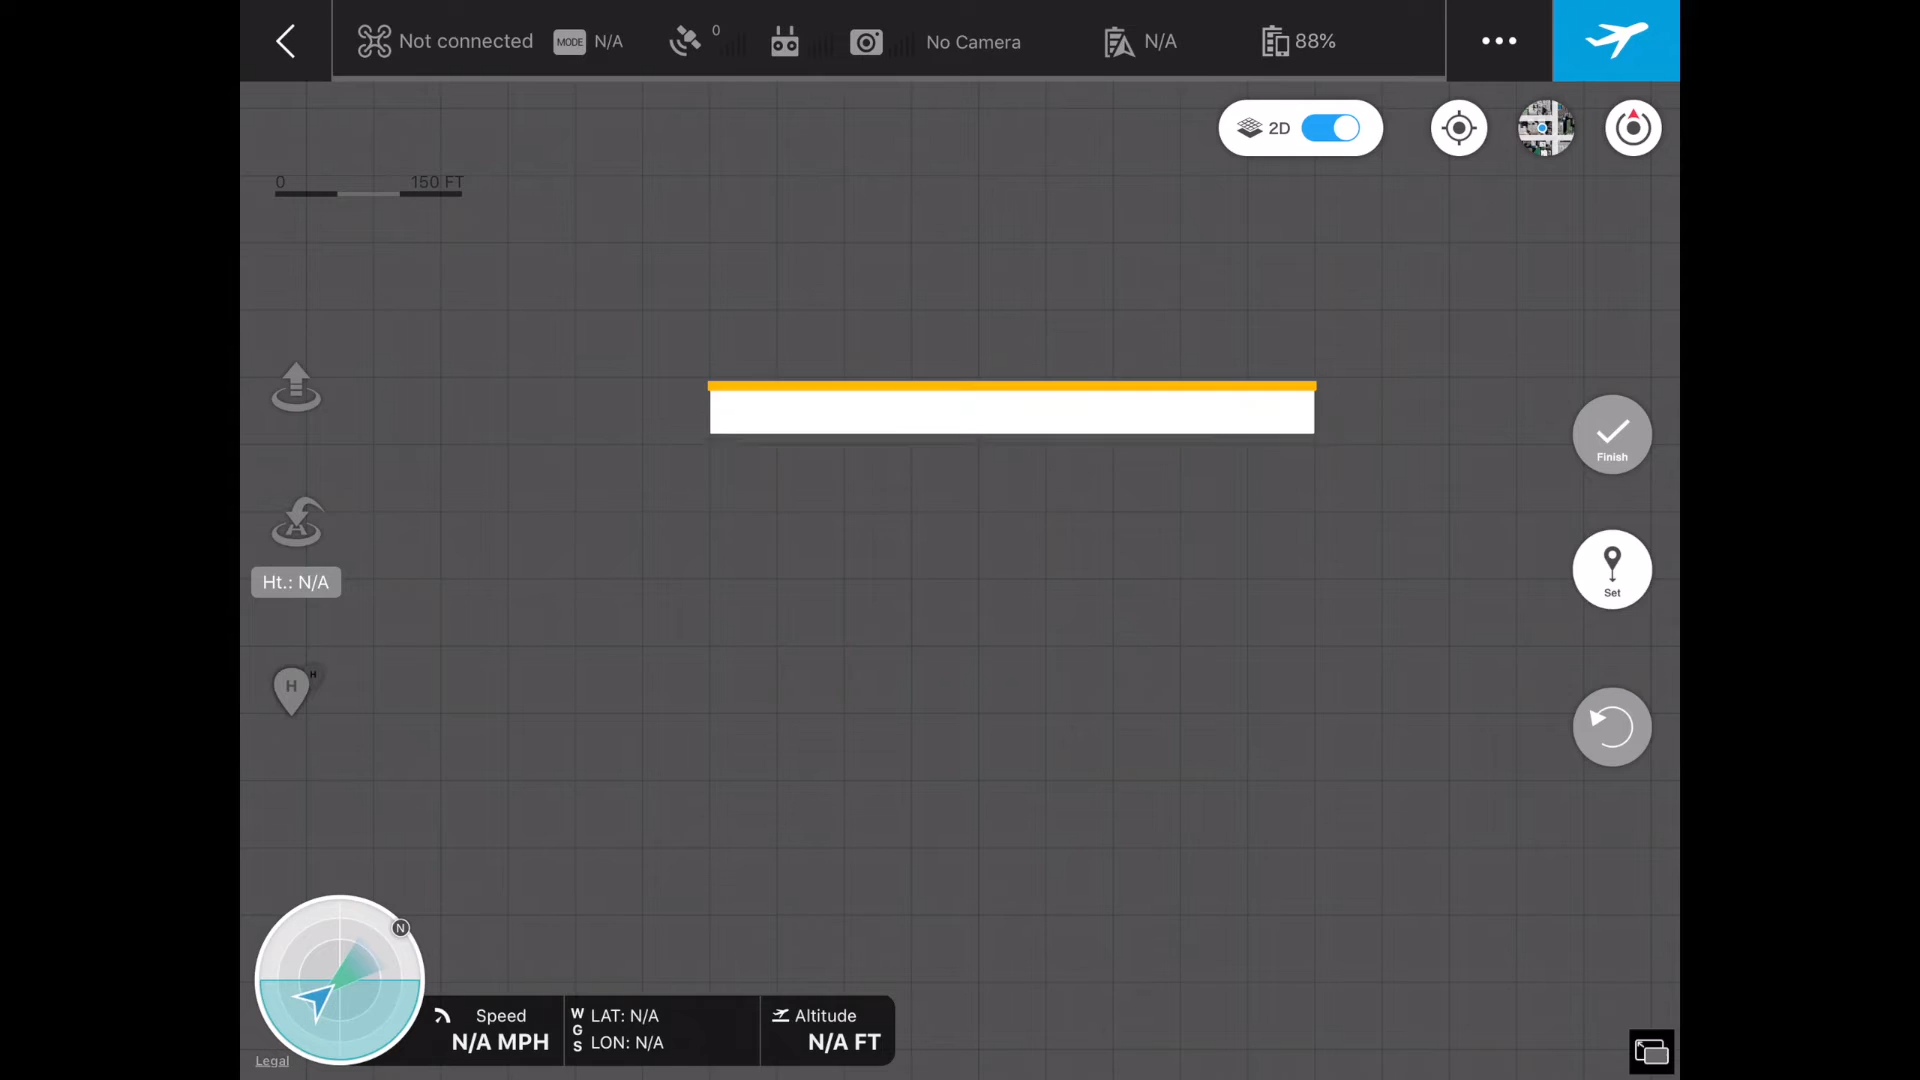 Not connected MODE N/A 0 No Camera N/A 88%
2D
0 150 FT
Finish
Ht.: N/A
Set
H H
N
Speed
N/A MPH
WGS
LAT: N/A
LON: N/A
Altitude
N/A FT
Legal